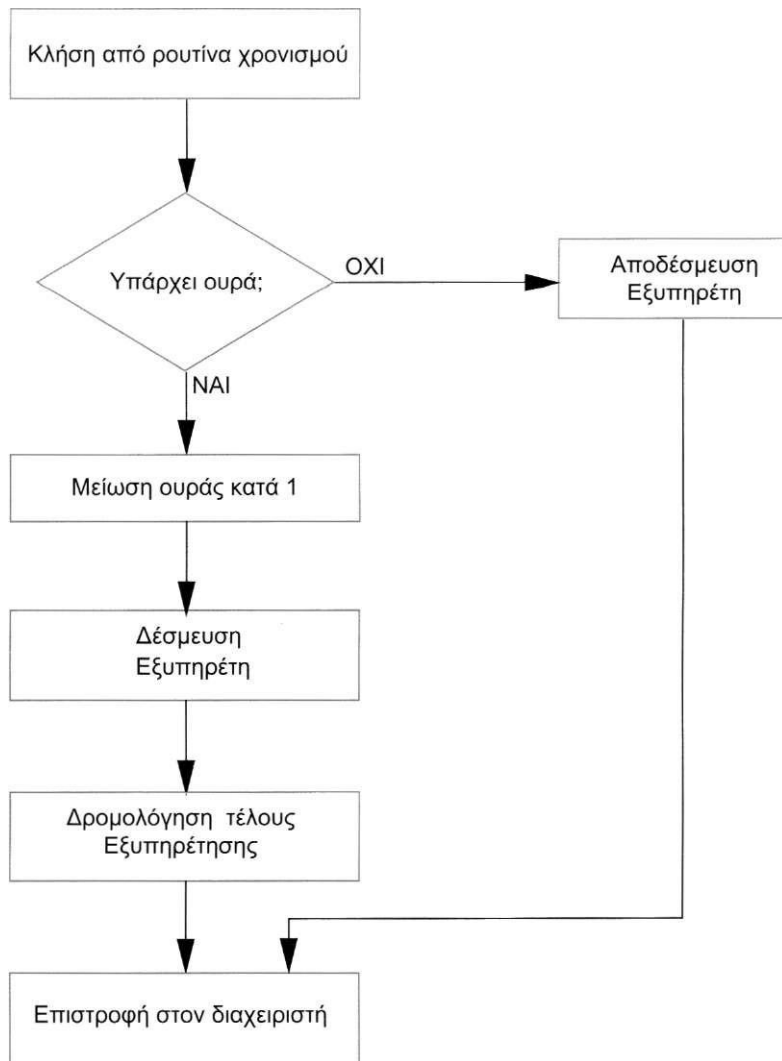 Κλήση από ρουτίνα χρονισμού
Υπάρχει ουρά;
ΟΧΙ
Αποδέσμευση
Εξυπηρέτη
ΝΑΙ
Μείωση ουράς κατά 1
Δέσμευση
Εξυπηρέτη
Δρομολόγηση τέλους
Εξυπηρέτησης
Επιστροφή στον διαχειριστή